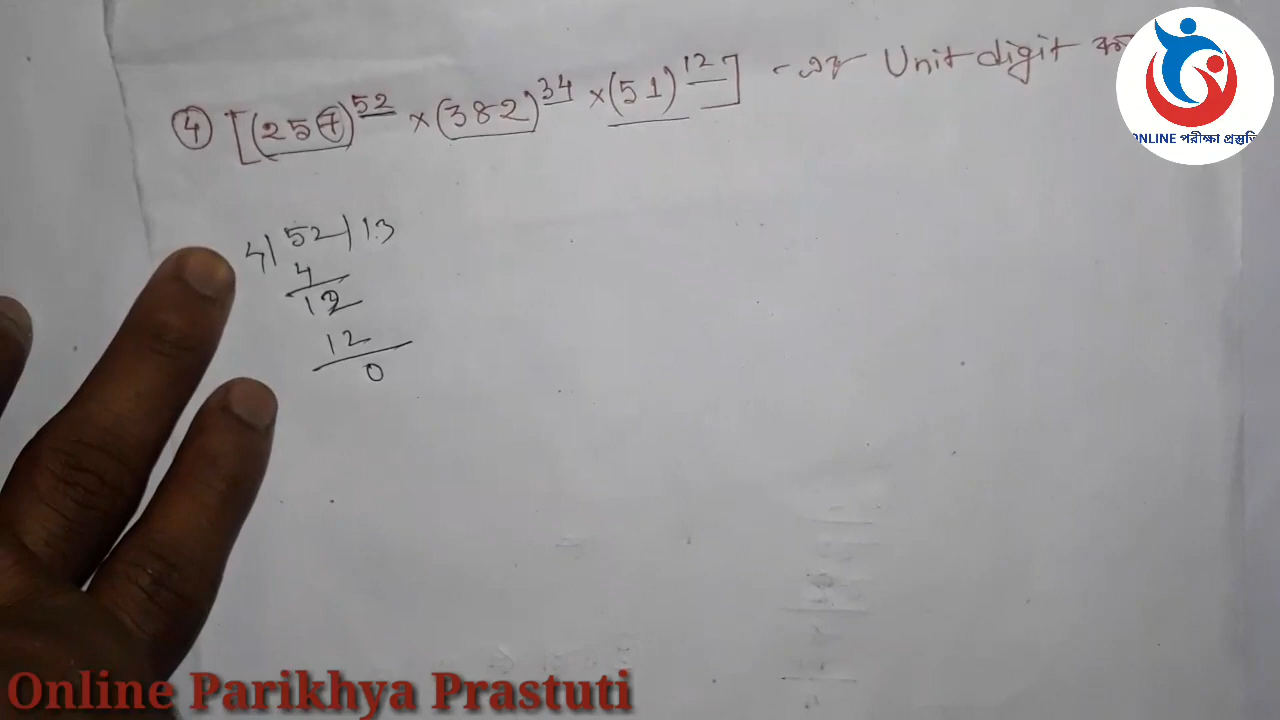 ④ [(257)^52 × (382)^34 × (51)^12] -এর Unit digit কত
4) 52 ) 13
4
12
12
0
ONLINE পরীক্ষা প্রস্তুতি
Online Parikhya Prastuti